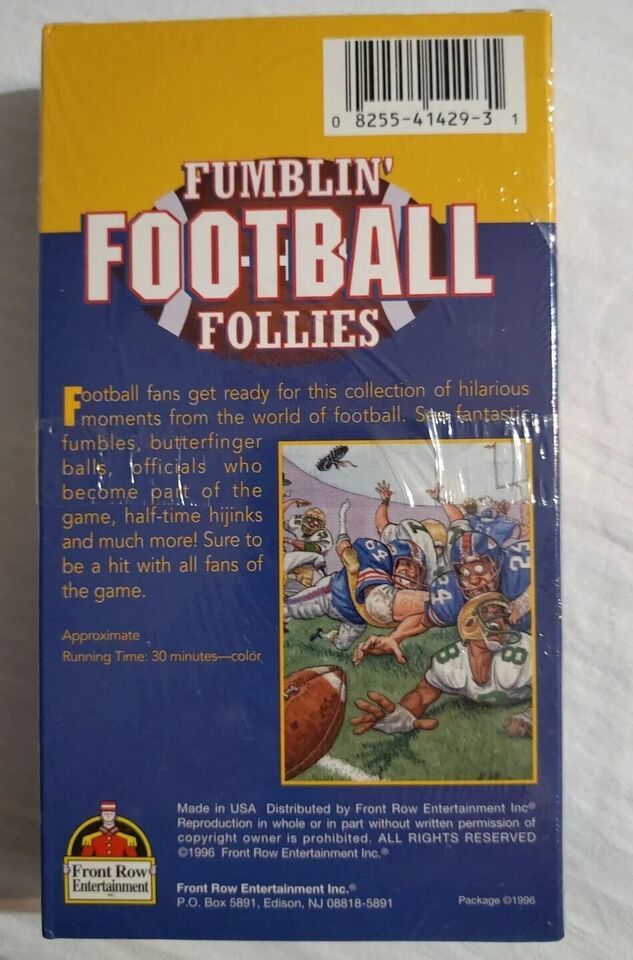 0 8255-41429-3 1
FUMBLIN'
FOOTBALL
FOLLIES
Football fans get ready for this collection of hilarious
moments from the world of football. See fantastic
fumbles, butterfinger
balls, officials who
become part of the
game, half-time hijinks
and much more! Sure to
be a hit with all fans of
the game.
Approximate
Running Time: 30 minutes—color
64
24
24
8
Made in USA Distributed by Front Row Entertainment Inc®
Reproduction in whole or in part without written permission of
copyright owner is prohibited. ALL RIGHTS RESERVED
©1996 Front Row Entertainment Inc.®
Front Row
Entertainment
INC
Front Row Entertainment Inc.®
P.O. Box 5891, Edison, NJ 08818-5891
Package ©1996